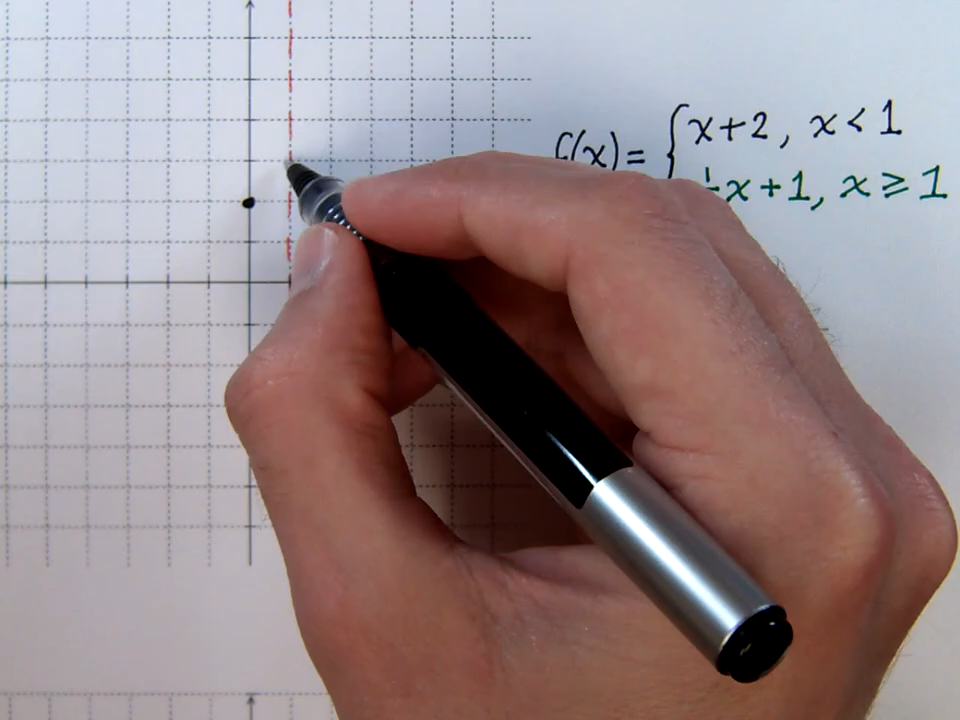 f(x) = { x+2, x < 1
x+1, x ≥ 1